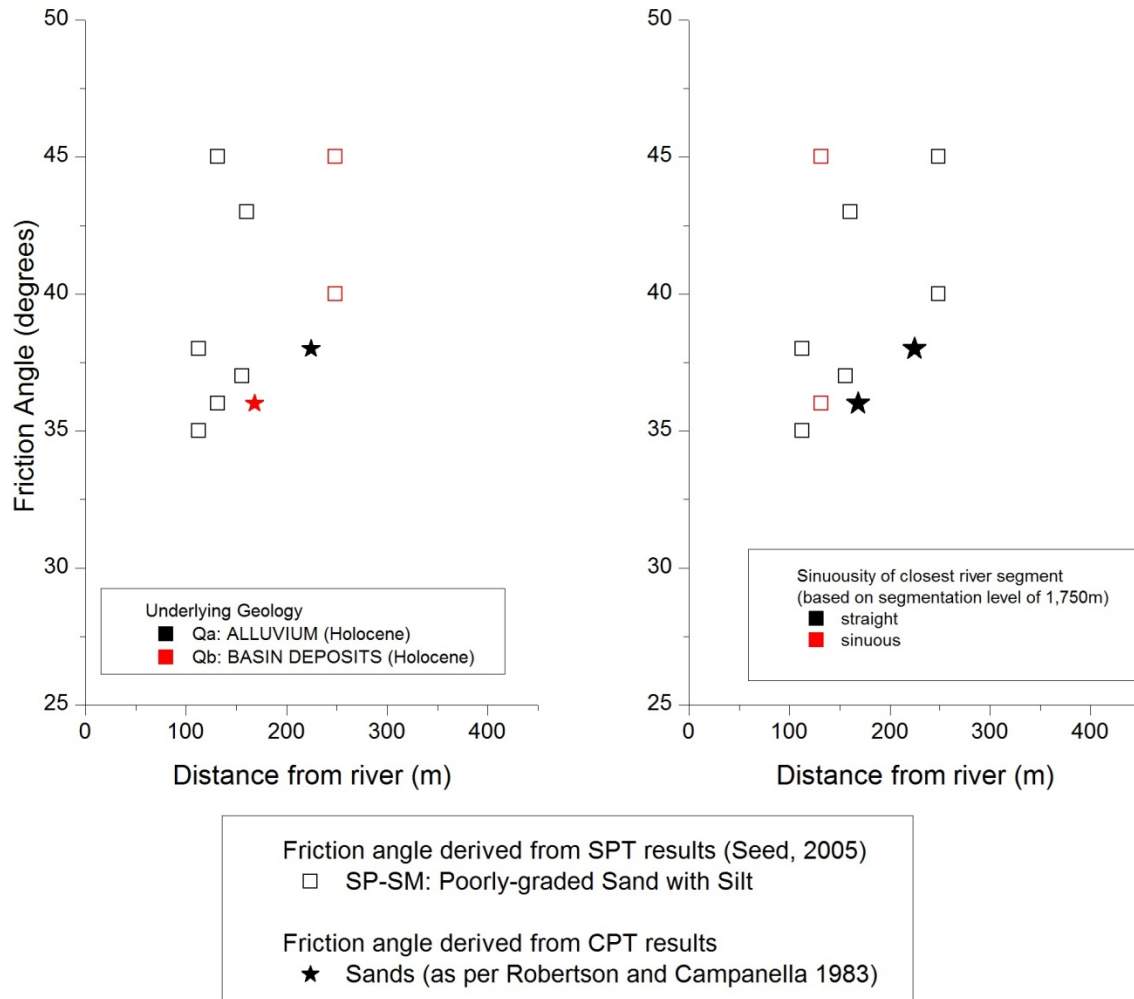 50
45
40
35
30
25
Friction Angle (degrees)
Underlying Geology
Qa: ALLUVIUM (Holocene)
Qb: BASIN DEPOSITS (Holocene)
0 100 200 300 400
Distance from river (m)
50
45
40
35
30
25
Sinuousity of closest river segment
(based on segmentation level of 1,750m)
straight
sinuous
0 100 200 300 400
Distance from river (m)
Friction angle derived from SPT results (Seed, 2005)
SP-SM: Poorly-graded Sand with Silt
Friction angle derived from CPT results
Sands (as per Robertson and Campanella 1983)